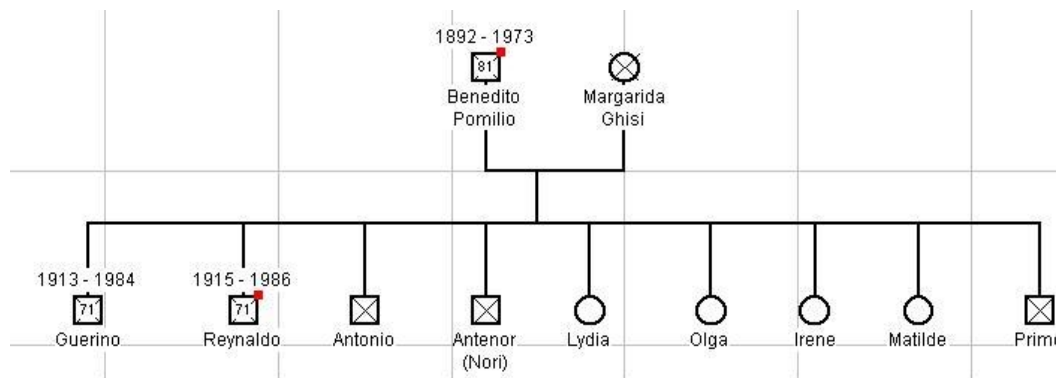 1892 - 1973
81
Benedito
Pomilio
Margarida
Ghisi
1913 - 1984
1915 - 1986
71
71
Guerino
Reynaldo
Antonio
Antenor
(Nori)
Lydia
Olga
Irene
Matilde
Primo